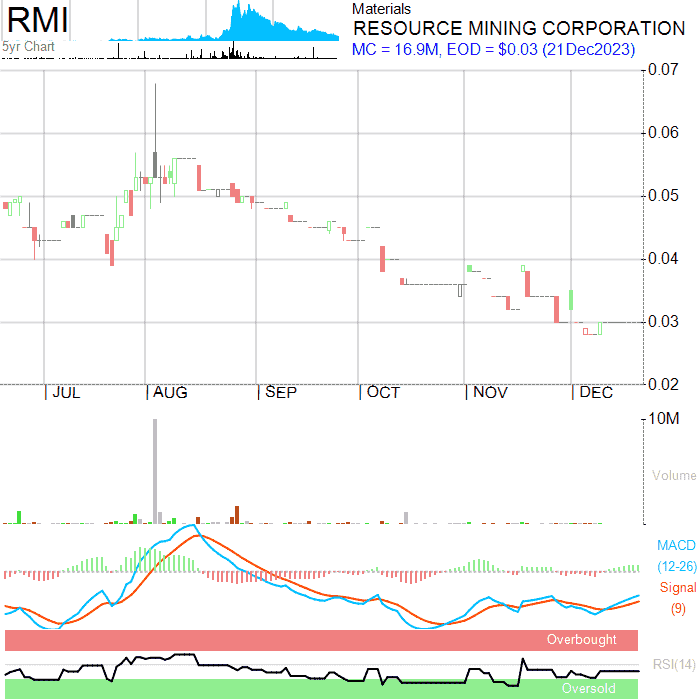 RMI
5yr Chart
Materials
RESOURCE MINING CORPORATION
MC = 16.9M, EOD = $0.03 (21Dec2023)
0.07
0.06
0.05
0.04
0.03
0.02
JUL AUG SEP OCT NOV DEC
10M
Volume
MACD
(12-26)
Signal
(9)
Overbought
RSI(14)
Oversold